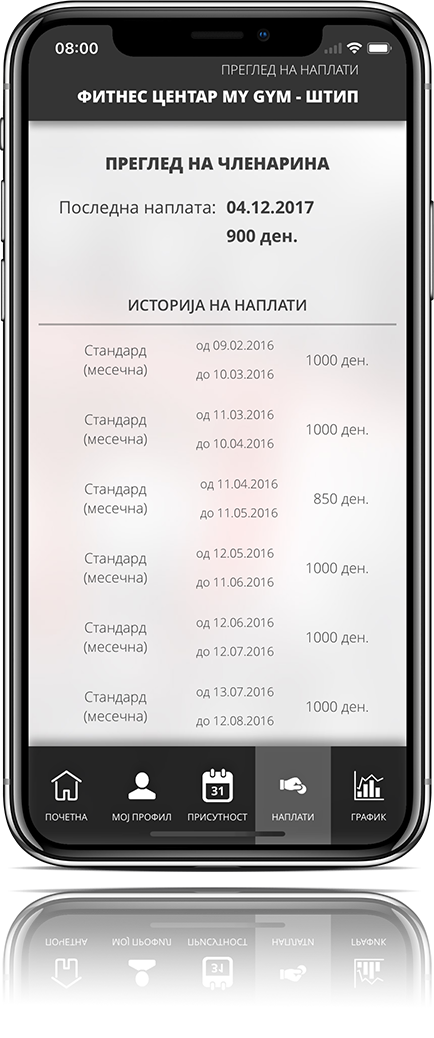 08:00
ПРЕГЛЕД НА НАПЛАТИ
ФИТНЕС ЦЕНТАР MY GYM - ШТИП
ПРЕГЛЕД НА ЧЛЕНАРИНА
Последна наплата: 04.12.2017
900 ден.
ИСТОРИЈА НА НАПЛАТИ
Стандард
(месечна)
од 09.02.2016
до 10.03.2016
1000 ден.
Стандард
(месечна)
од 11.03.2016
до 10.04.2016
1000 ден.
Стандард
(месечна)
од 11.04.2016
до 11.05.2016
850 ден.
Стандард
(месечна)
од 12.05.2016
до 11.06.2016
1000 ден.
Стандард
(месечна)
од 12.06.2016
до 12.07.2016
1000 ден.
Стандард
(месечна)
од 13.07.2016
до 12.08.2016
1000 ден.
31
ПОЧЕТНА МОЈ ПРОФИЛ ПРИСУТНОСТ НАПЛАТИ ГРАФИК